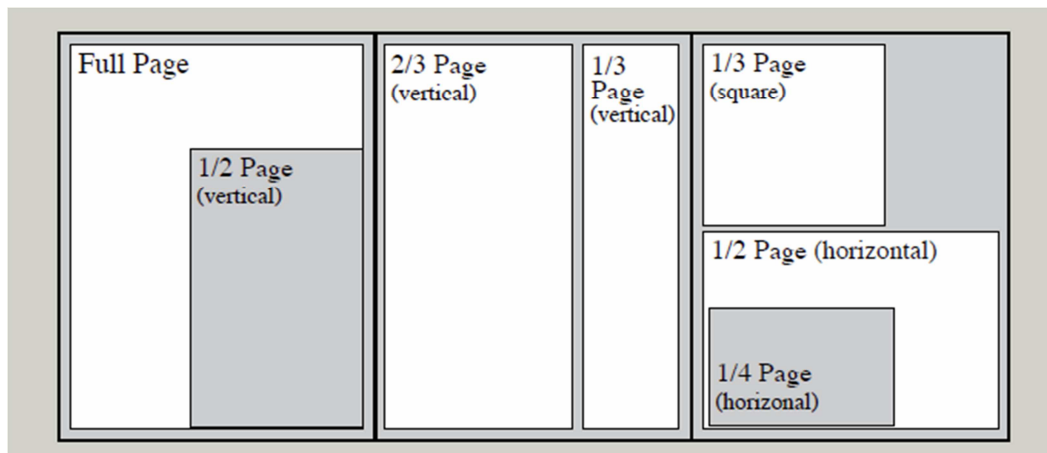 Full Page
1/2 Page
(vertical)
2/3 Page
(vertical)
1/3
Page
(vertical)
1/3 Page
(square)
1/2 Page (horizontal)
1/4 Page
(horizonal)